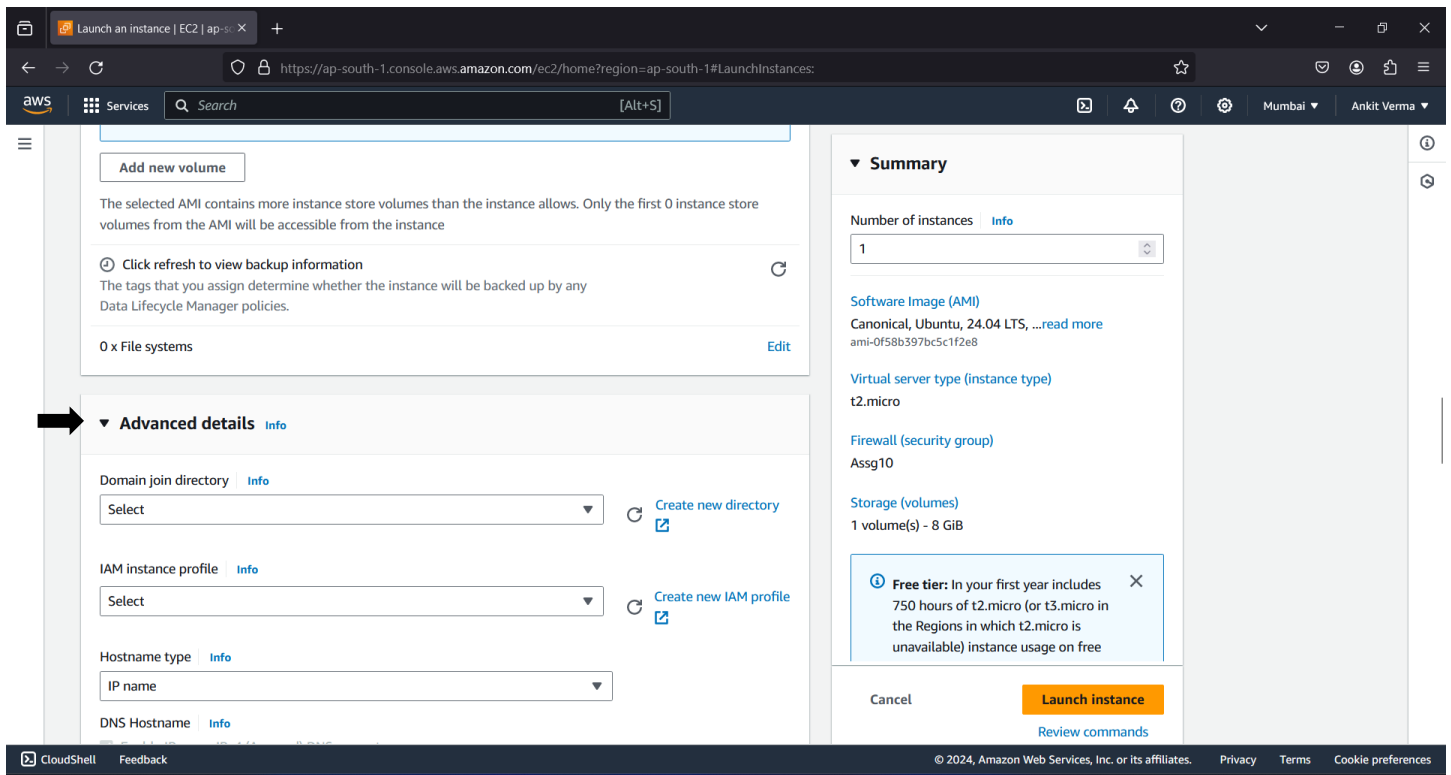 Launch an instance | EC2 | ap-so
https://ap-south-1.console.aws.amazon.com/ec2/home?region=ap-south-1#LaunchInstances:
aws
Services
Search
[Alt+S]
Mumbai
Ankit Verma
Add new volume
The selected AMI contains more instance store volumes than the instance allows. Only the first 0 instance store
volumes from the AMI will be accessible from the instance
Click refresh to view backup information
The tags that you assign determine whether the instance will be backed up by any
Data Lifecycle Manager policies.
0 x File systems
Edit
Advanced details Info
Domain join directory Info
Select
Create new directory
IAM instance profile Info
Select
Create new IAM profile
Hostname type Info
IP name
DNS Hostname Info
Summary
Number of instances Info
1
Software Image (AMI)
Canonical, Ubuntu, 24.04 LTS, ...read more
ami-0f58b397bc5c1f2e8
Virtual server type (instance type)
t2.micro
Firewall (security group)
Assg10
Storage (volumes)
1 volume(s) - 8 GiB
Free tier: In your first year includes
750 hours of t2.micro (or t3.micro in
the Regions in which t2.micro is
unavailable) instance usage on free
Cancel
Launch instance
Review commands
CloudShell
Feedback
© 2024, Amazon Web Services, Inc. or its affiliates.
Privacy
Terms
Cookie preferences